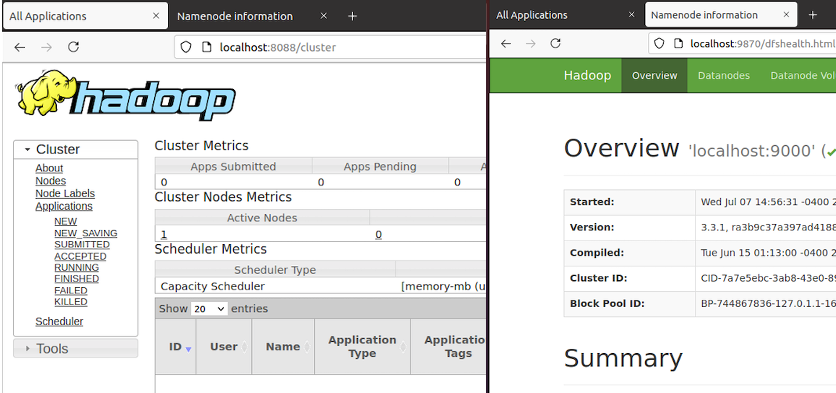 All Applications
Namenode information
localhost:8088/cluster
hadoop
Cluster
About
Nodes
Node Labels
Applications
NEW
NEW_SAVING
SUBMITTED
ACCEPTED
RUNNING
FINISHED
FAILED
KILLED
Scheduler
Tools
Cluster Metrics
Apps Submitted Apps Pending A
0 0 0
Cluster Nodes Metrics
Active Nodes
1 0
Scheduler Metrics
Scheduler Type
Capacity Scheduler [memory-mb (u
Show 20 entries
ID User Name Application Type Application Tags
All Applications
Namenode information
localhost:9870/dfshealth.html
Hadoop Overview Datanodes Datanode Vol
Overview 'localhost:9000' (✓
Started: Wed Jul 07 14:56:31 -0400 2
Version: 3.3.1, ra3b9c37a397ad4188
Compiled: Tue Jun 15 01:13:00 -0400 2
Cluster ID: CID-7a7e5ebc-3ab8-43e0-89
Block Pool ID: BP-744867836-127.0.1.1-16
Summary